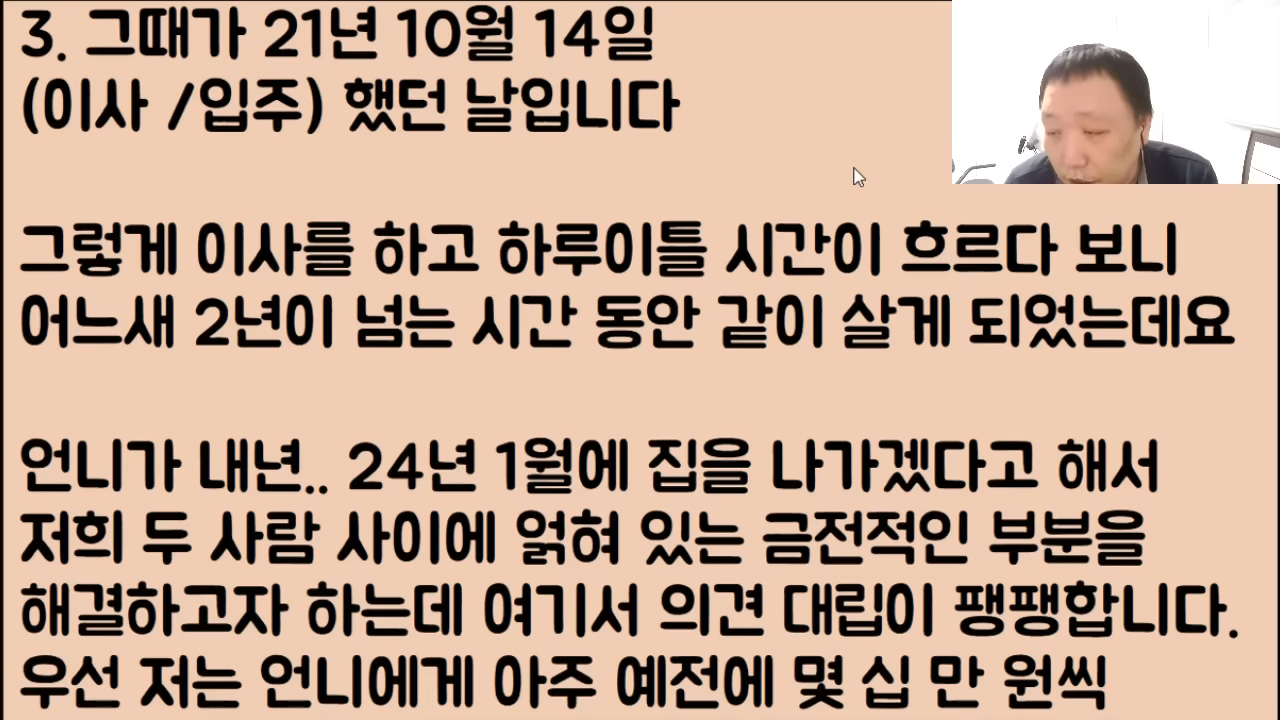 3. 그때가 21년 10월 14일
(이사 /입주) 했던 날입니다
그렇게 이사를 하고 하루이틀 시간이 흐르다 보니
어느새 2년이 넘는 시간 동안 같이 살게 되었는데요
언니가 내년.. 24년 1월에 집을 나가겠다고 해서
저희 두 사람 사이에 얽혀 있는 금전적인 부분을
해결하고자 하는데 여기서 의견 대립이 팽팽합니다.
우선 저는 언니에게 아주 예전에 몇 십 만 원씩